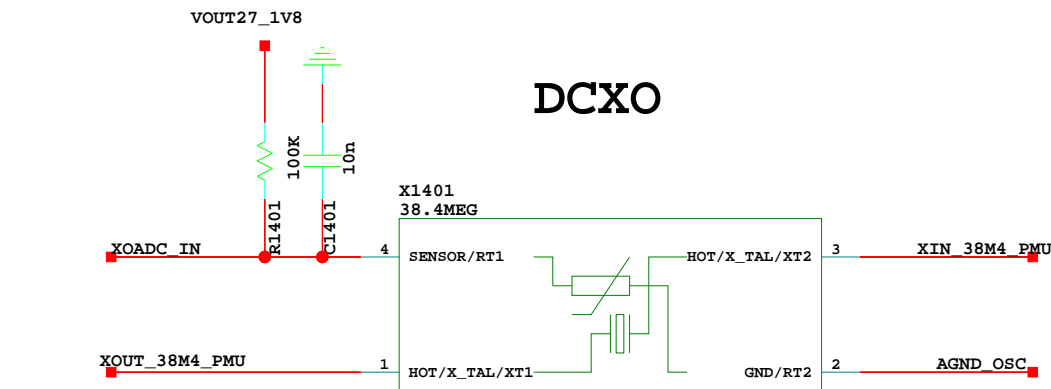 VOUT27_1V8
DCXO
100K
10n
R1401
C1401
X1401
38.4MEG
XOADC_IN
4
SENSOR/RT1
HOT/X_TAL/XT2
3
XIN_38M4_PMU
XOUT_38M4_PMU
1
HOT/X_TAL/XT1
GND/RT2
2
AGND_OSC